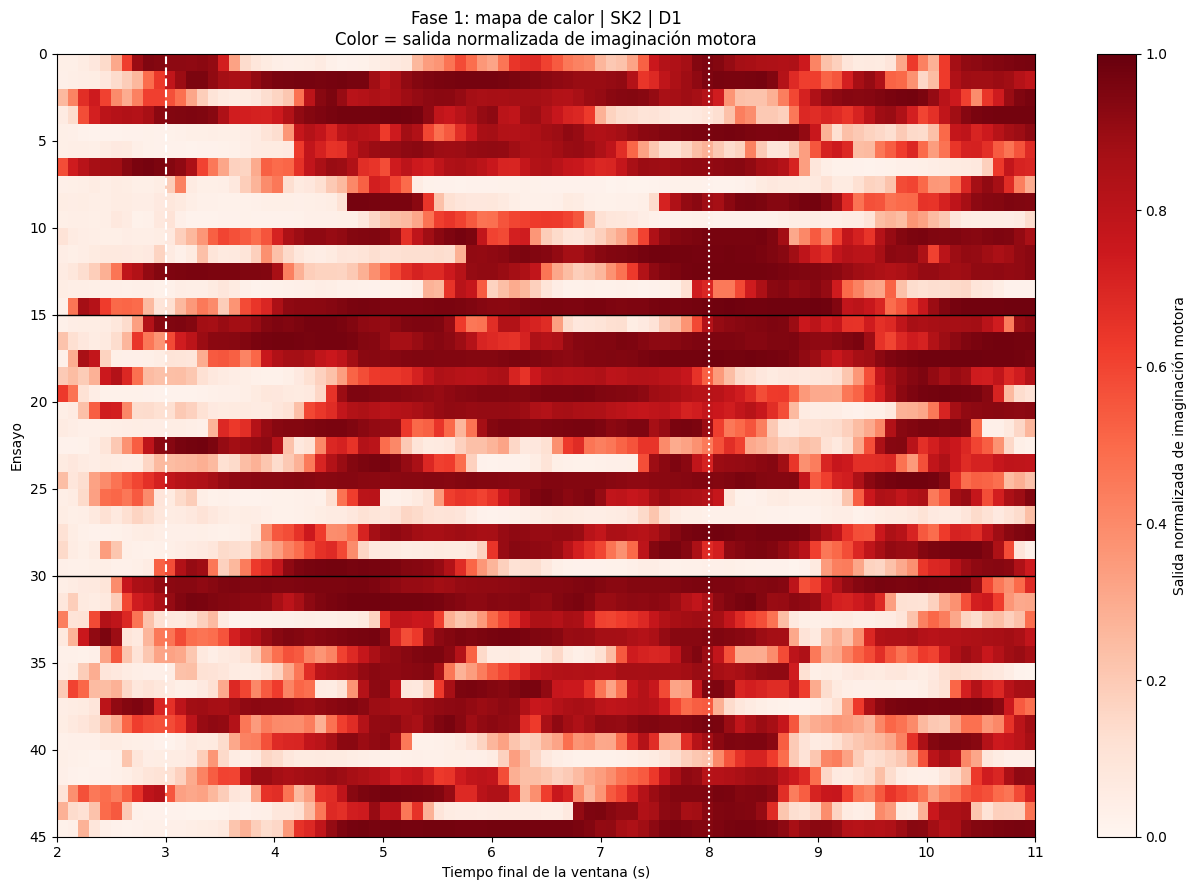 Fase 1: mapa de calor | SK2 | D1
Color = salida normalizada de imaginación motora
0
5
10
15
20
25
30
35
40
45
Ensayo
2 3 4 5 6 7 8 9 10 11
Tiempo final de la ventana (s)
1.0
0.8
0.6
0.4
0.2
0.0
Salida normalizada de imaginación motora